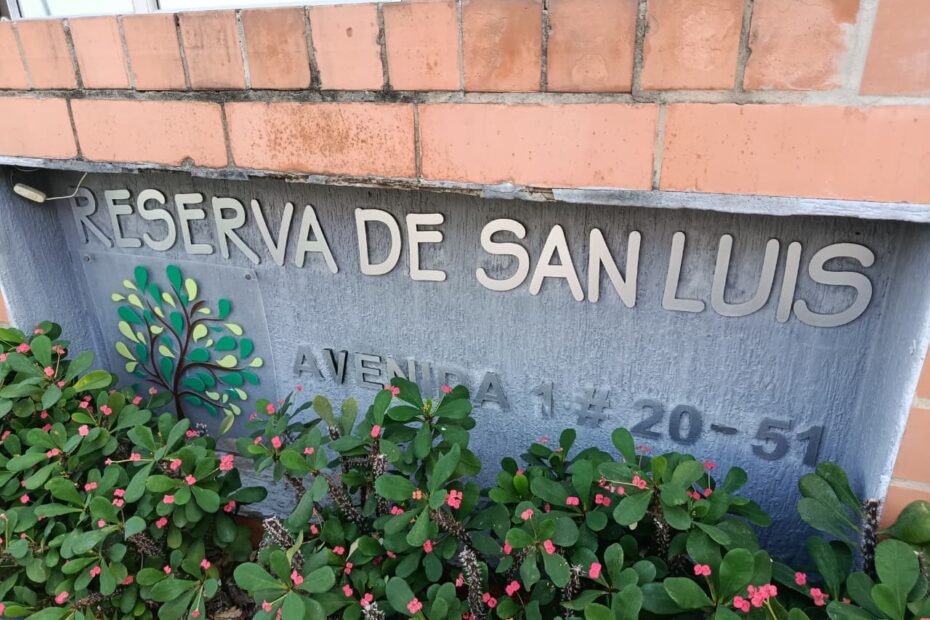 RESERVA DE SAN LUIS
AVENIDA 1 # 20-51